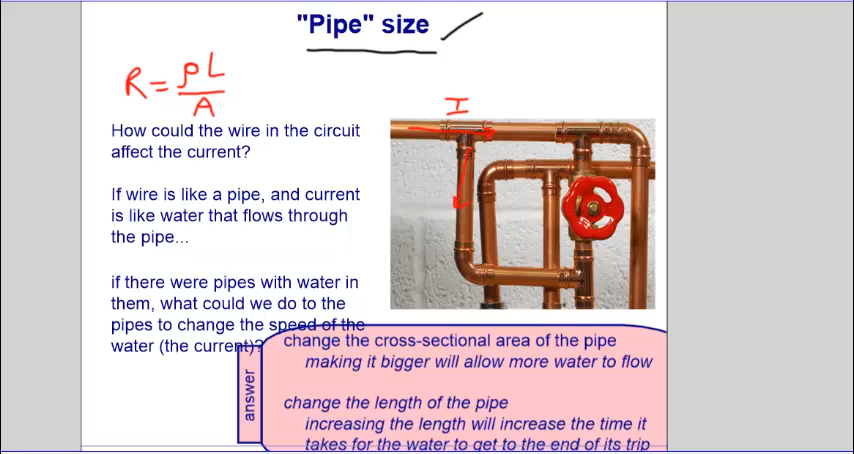 "Pipe" size
R = ρL
A
I
How could the wire in the circuit
affect the current?
If wire is like a pipe, and current
is like water that flows through
the pipe...
if there were pipes with water in
them, what could we do to the
pipes to change the speed of the
water (the current)?
answer
change the cross-sectional area of the pipe
making it bigger will allow more water to flow
change the length of the pipe
increasing the length will increase the time it
takes for the water to get to the end of its trip